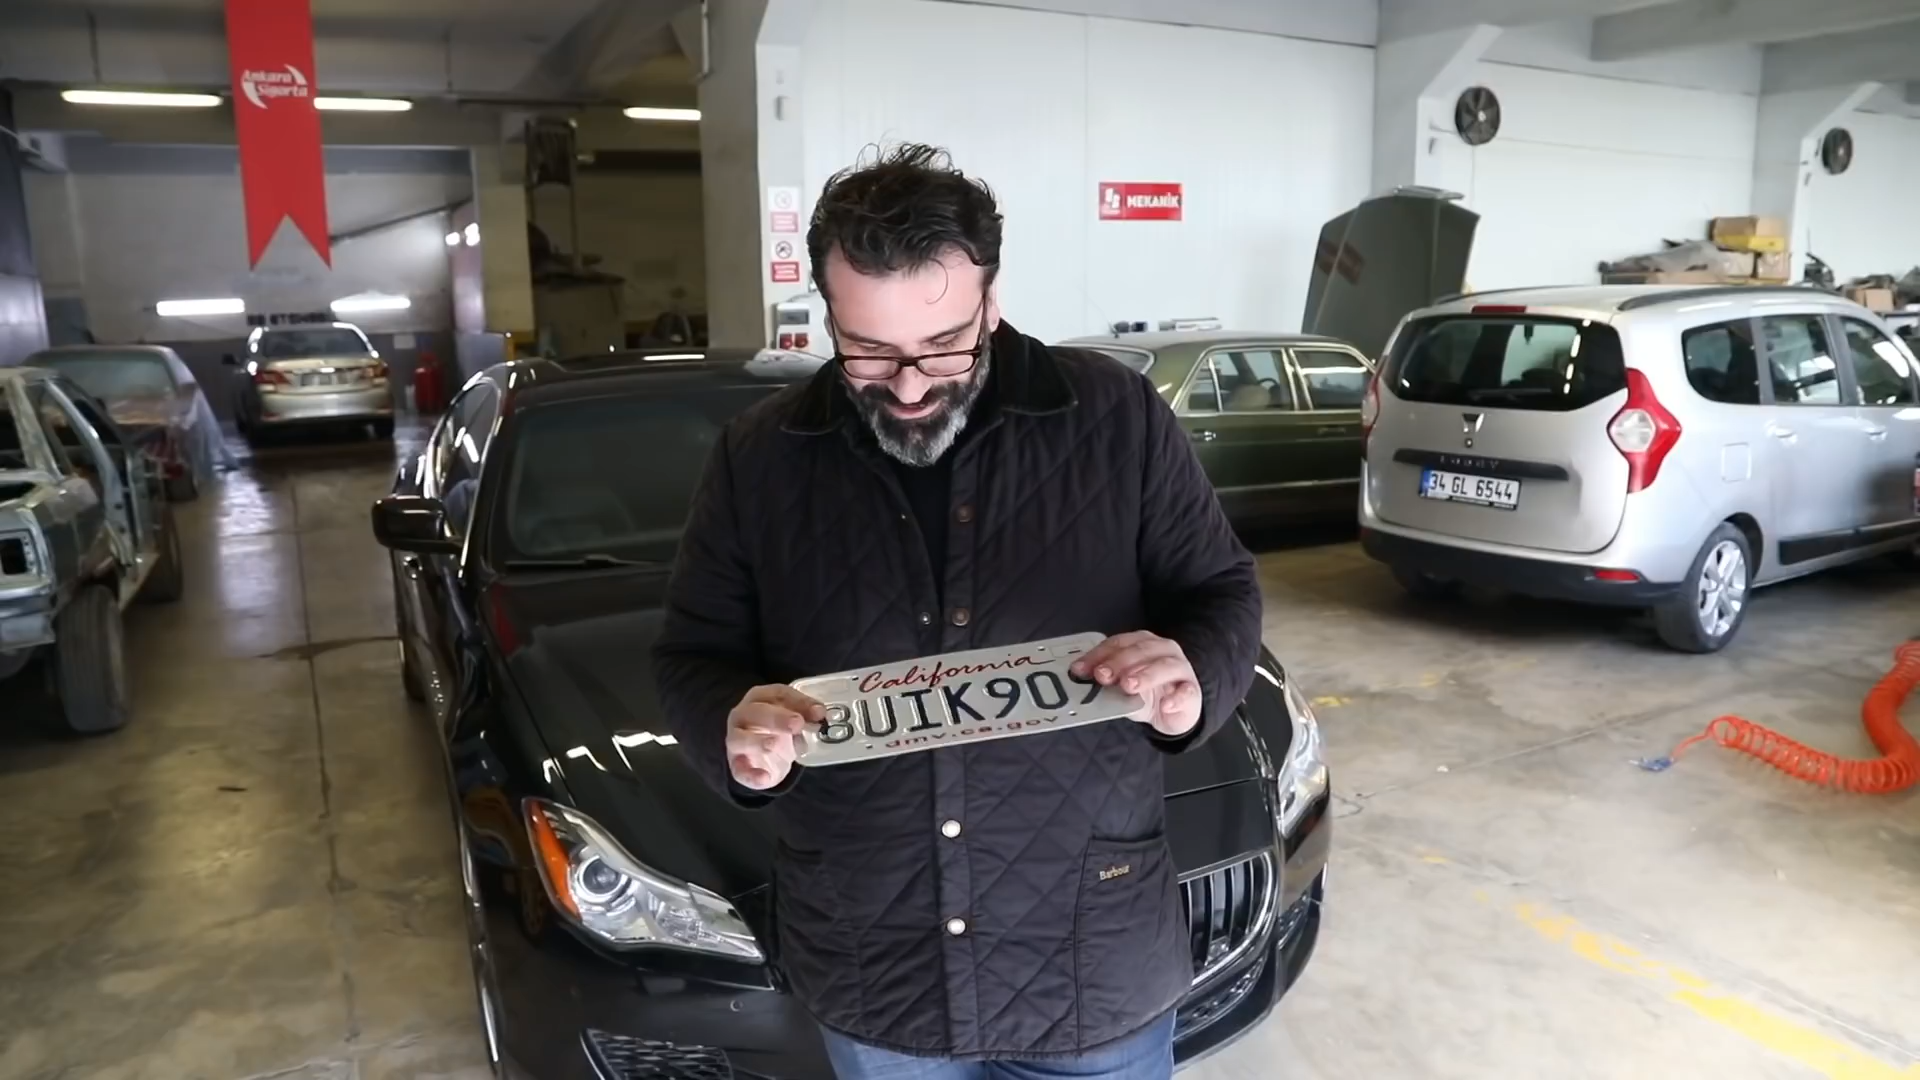 Ankara
Sigorta
MEKANİK
34 GL 6544
California
8UIK909
dmv.ca.gov
Barbour